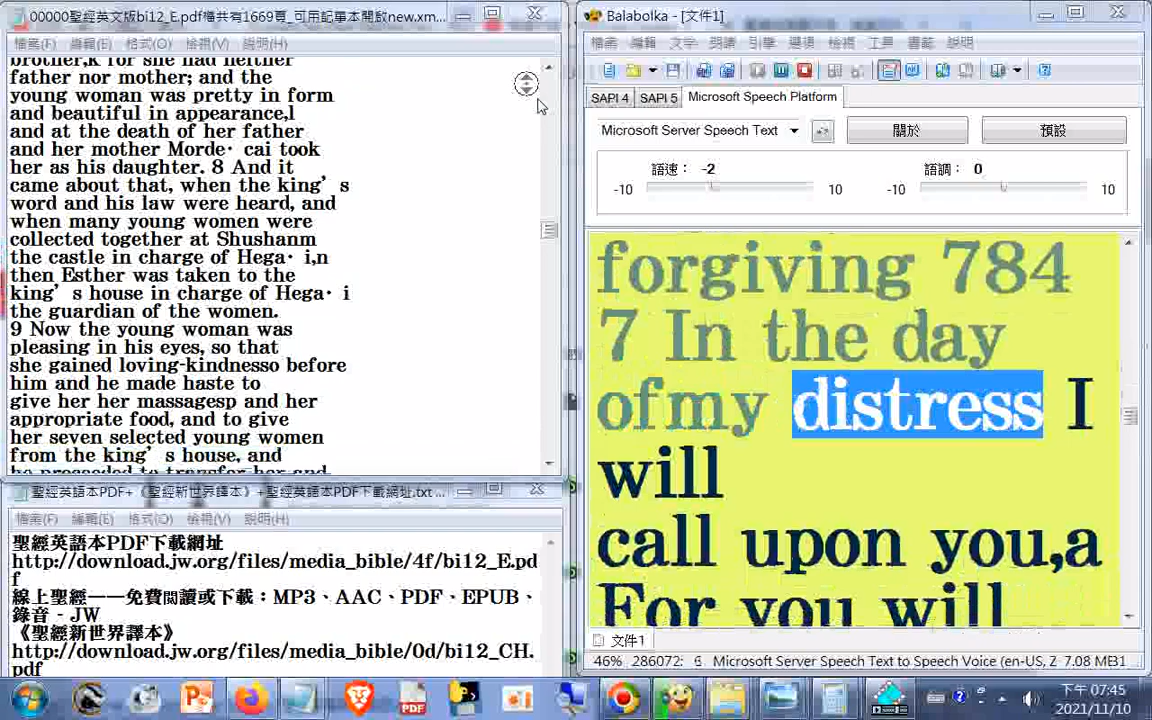 00000聖經英文版bi12_E.pdf檔共有1669頁_可用記事本開啟new.xm...
檔案(F) 編輯(E) 格式(O) 檢視(V) 說明(H)
brother,k for she had neither
father nor mother; and the
young woman was pretty in form
and beautiful in appearance,l
and at the death of her father
and her mother Morde· cai took
her as his daughter. 8 And it
came about that, when the king’s
word and his law were heard, and
when many young women were
collected together at Shushanm
the castle in charge of Hega· i,n
then Esther was taken to the
king’s house in charge of Hega· i
the guardian of the women.
9 Now the young woman was
pleasing in his eyes, so that
she gained loving-kindnesso before
him and he made haste to
give her her massagesp and her
appropriate food, and to give
her seven selected young women
from the king’s house, and
he proceeded to transfer her and
聖經英語本PDF+《聖經新世界譯本》+聖經英語本PDF下載網址.txt ...
檔案(F) 編輯(E) 格式(O) 檢視(V) 說明(H)
聖經英語本PDF下載網址
http://download.jw.org/files/media_bible/4f/bi12_E.pd
f
線上聖經——免費閱讀或下載：MP3、AAC、PDF、EPUB、
錄音 - JW
《聖經新世界譯本》
http://download.jw.org/files/media_bible/0d/bi12_CH.
pdf
Balabolka - [文件1]
檔案 編輯 文字 朗讀 引擎 選項 檢視 工具 書籤 說明
SAPI 4 SAPI 5 Microsoft Speech Platform
Microsoft Server Speech Text 關於 預設
語速： -2 語調： 0
-10 10 -10 10
forgiving 784
7 In the day
ofmy distress I
will
call upon you,a
For you will
文件1
46% 286072: 6 Microsoft Server Speech Text to Speech Voice (en-US, Z 7.08 MB1
下午 07:45
2021/11/10